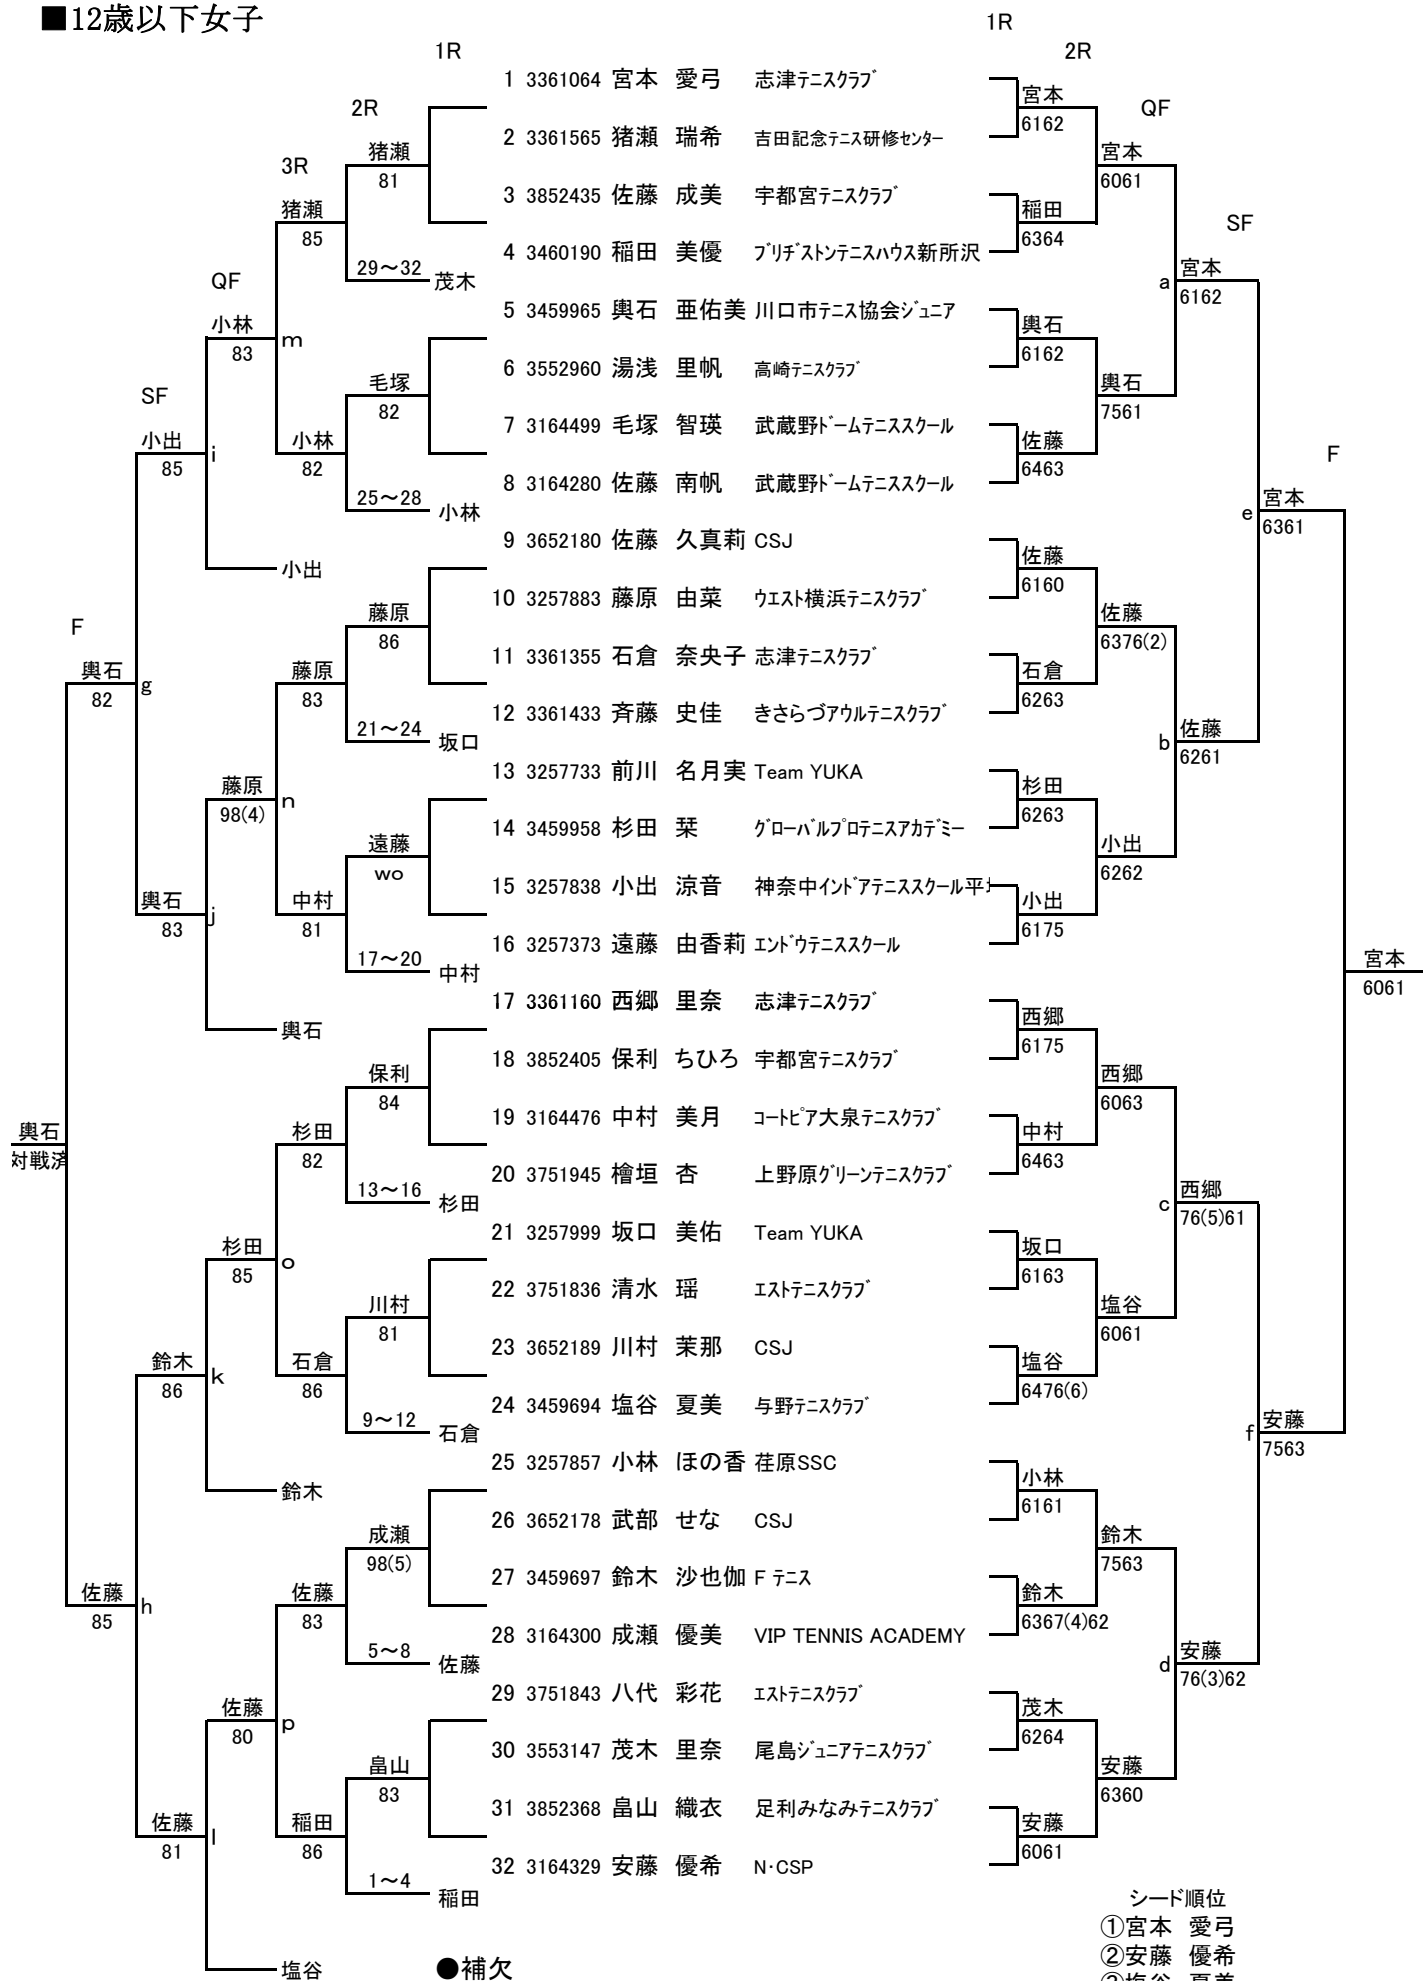 ■12歳以下女子
1R
1R
2R
1 3361064 宮本 愛弓 志津テニスクラブ
宮本
2R
QF
6162
2 3361565 猪瀬 瑞希 吉田記念テニス研修センター
猪瀬
宮本
3R
81
6061
3 3852435 佐藤 成美 宇都宮テニスクラブ
猪瀬
稲田
SF
85
6364
4 3460190 稲田 美優 ブリヂストンテニスハウス新所沢
29～32
宮本
QF
茂木
a
6162
5 3459965 輿石 亜佑美 川口市テニス協会ジュニア
小林
輿石
83
m
6162
6 3552960 湯浅 里帆 高崎テニスクラブ
毛塚
輿石
SF
82
7561
7 3164499 毛塚 智瑛 武蔵野ドームテニススクール
小出
小林
佐藤
F
85
i
82
6463
8 3164280 佐藤 南帆 武蔵野ドームテニススクール
25～28
宮本
小林
e
6361
9 3652180 佐藤 久真莉 CSJ
佐藤
小出
6160
10 3257883 藤原 由菜 ウエスト横浜テニスクラブ
藤原
佐藤
F
86
6376(2)
11 3361355 石倉 奈央子 志津テニスクラブ
輿石
藤原
石倉
82
g
83
6263
12 3361433 斉藤 史佳 きさらづアウルテニスクラブ
21～24
佐藤
坂口
b
6261
13 3257733 前川 名月実 Team YUKA
藤原
杉田
98(4)
n
6263
14 3459958 杉田 栞 グローバルプロテニスアカデミー
遠藤
小出
wo
6262
15 3257838 小出 涼音 神奈中インドアテニススクール平
輿石
中村
小出
83
j
81
6175
16 3257373 遠藤 由香莉 エンドウテニススクール
17～20
宮本
中村
6061
17 3361160 西郷 里奈 志津テニスクラブ
西郷
輿石
6175
18 3852405 保利 ちひろ 宇都宮テニスクラブ
保利
西郷
84
6063
19 3164476 中村 美月 コートピア大泉テニスクラブ
輿石
杉田
中村
対戦済
82
6463
20 3751945 檜垣 杏 上野原グリーンテニスクラブ
13～16
西郷
杉田
c
76(5)61
21 3257999 坂口 美佑 Team YUKA
杉田
坂口
85
o
6163
22 3751836 清水 瑶 エストテニスクラブ
川村
塩谷
81
6061
23 3652189 川村 茉那 CSJ
鈴木
石倉
塩谷
86
k
86
6476(6)
24 3459694 塩谷 夏美 与野テニスクラブ
9～12
安藤
石倉
f
7563
25 3257857 小林 ほの香 荏原SSC
小林
鈴木
6161
26 3652178 武部 せな CSJ
成瀬
鈴木
98(5)
7563
27 3459697 鈴木 沙也伽 F テニス
佐藤
佐藤
鈴木
85
h
83
6367(4)62
28 3164300 成瀬 優美 VIP TENNIS ACADEMY
5～8
安藤
佐藤
d
76(3)62
29 3751843 八代 彩花 エストテニスクラブ
佐藤
茂木
80
p
6264
30 3553147 茂木 里奈 尾島ジュニアテニスクラブ
畠山
安藤
83
6360
31 3852368 畠山 織衣 足利みなみテニスクラブ
佐藤
稲田
安藤
81
l
86
6061
32 3164329 安藤 優希 N･CSP
1～4
稲田
シード順位
①宮本 愛弓
②安藤 優希
塩谷
●補欠
③塩谷 夏美